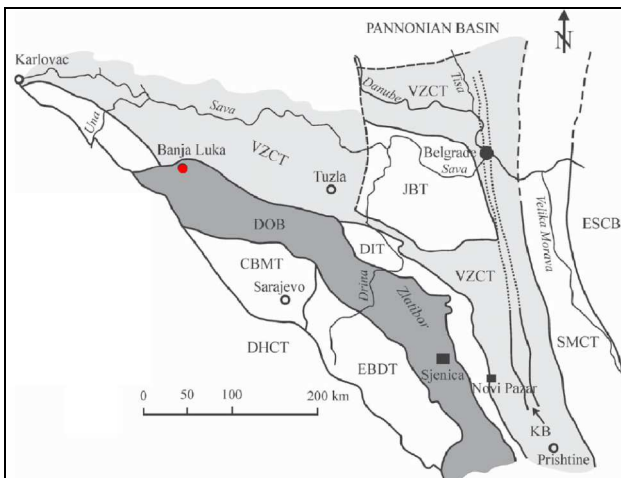 PANNONIAN BASIN
N
Karlovac
Danube
Tisa
VZCT
Una
Sava
VZCT
Banja Luka
Belgrade
Sava
Tuzla
JBT
Velika Morava
ESCB
DOB
DIT
CBMT
VZCT
Sarajevo
Drina
Zlatibor
DHCT
SMCT
EBDT
Sjenica
Novi Pazar
0 50 100 200 km
KB
Prishtine